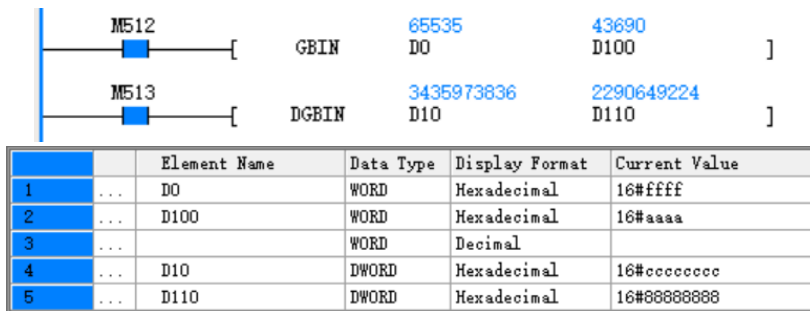 M512 65535 43690
[ GBIN D0 D100 ]
M513 3435973836 2290649224
[ DGBIN D10 D110 ]
Element Name Data Type Display Format Current Value
1 ... D0 WORD Hexadecimal 16#ffff
2 ... D100 WORD Hexadecimal 16#aaaa
3 ... WORD Decimal
4 ... D10 DWORD Hexadecimal 16#cccccccc
5 ... D110 DWORD Hexadecimal 16#88888888